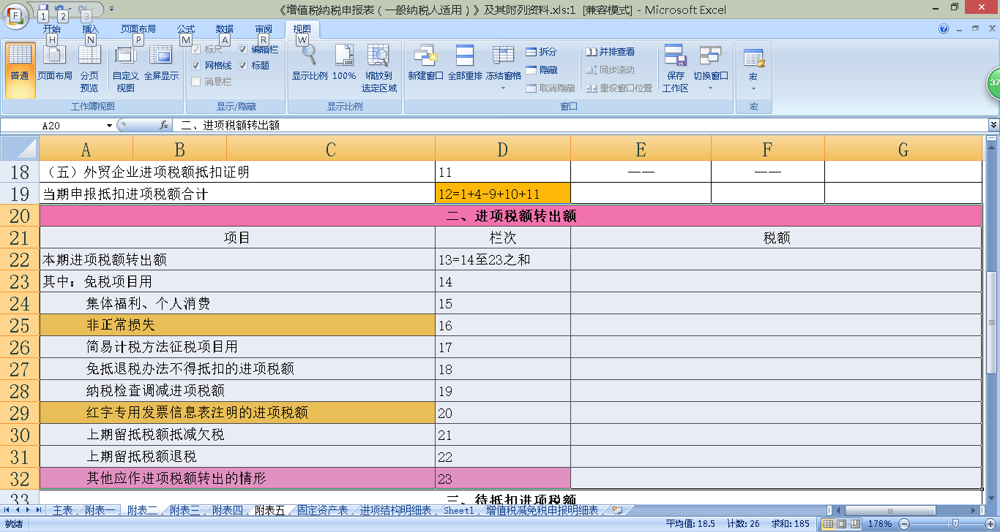 《增值税纳税申报表（一般纳税人适用）》及其附列资料.xls:1 [兼容模式] - Microsoft Excel
F 1 2 3
开始 插入 页面布局 公式 数据 审阅 视图
H N P M A R W
普通 页面布局 分页预览 自定义视图 全屏显示
工作簿视图
标尺 编辑栏
网格线 标题
消息栏
显示/隐藏
显示比例 100% 缩放到选定区域
显示比例
新建窗口 全部重排 冻结窗格
拆分 隐藏 取消隐藏
并排查看 同步滚动 重设窗口位置
保存工作区 切换窗口
窗口
宏
宏
37
A20 fx 二、进项税额转出额
A B C D E F G
18 （五）外贸企业进项税额抵扣证明 11 —— ——
19 当期申报抵扣进项税额合计 12=1+4-9+10+11
20 二、进项税额转出额
21 项目 栏次 税额
22 本期进项税额转出额 13=14至23之和
23 其中：免税项目用 14
24 集体福利、个人消费 15
25 非正常损失 16
26 简易计税方法征税项目用 17
27 免抵退税办法不得抵扣的进项税额 18
28 纳税检查调减进项税额 19
29 红字专用发票信息表注明的进项税额 20
30 上期留抵税额抵减欠税 21
31 上期留抵税额退税 22
32 其他应作进项税额转出的情形 23
33 三、待抵扣进项税额
主表 附表一 附表二 附表三 附表四 附表五 固定资产表 进项结构明细表 Sheet1 增值税减免税申报明细表
就绪 平均值: 18.5 计数: 26 求和: 185 178%